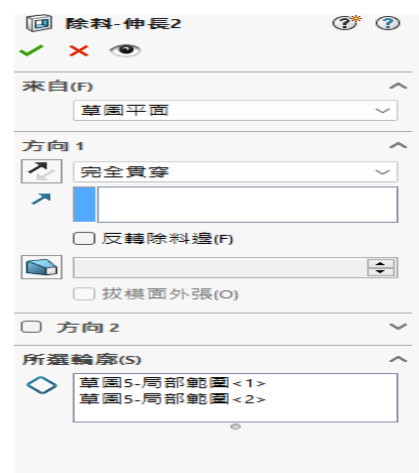 除料-伸長2
來自(F)
草圖平面
方向 1
完全貫穿
反轉除料邊(F)
拔模面外張(O)
方向 2
所選輪廓(S)
草圖5-局部範圍<1>
草圖5-局部範圍<2>